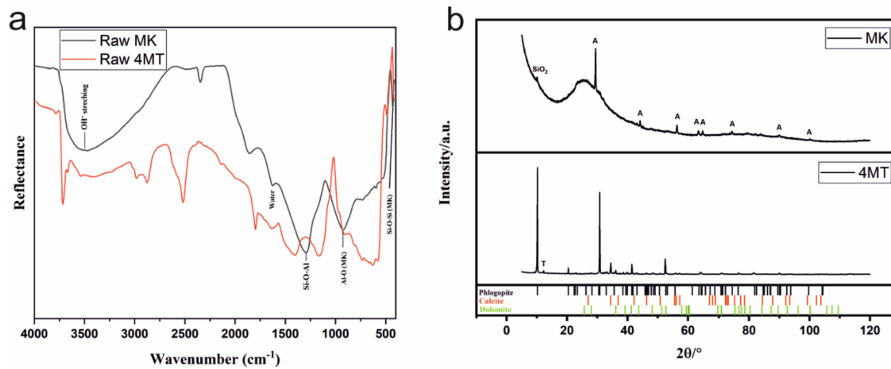 a
Raw MK
Raw 4MT
OH⁻ streching
Water
Si-O-Al
Al-O (MK)
Si-O-Si (MK)
Reflectance
4000 3500 3000 2500 2000 1500 1000 500
Wavenumber (cm⁻¹)
b
MK
SiO₂
A
A
A
A A
A
A
A
Intensity/a.u.
4MT
T
Phlogopite
Calcite
Dolomite
0 20 40 60 80 100 120
2θ/°